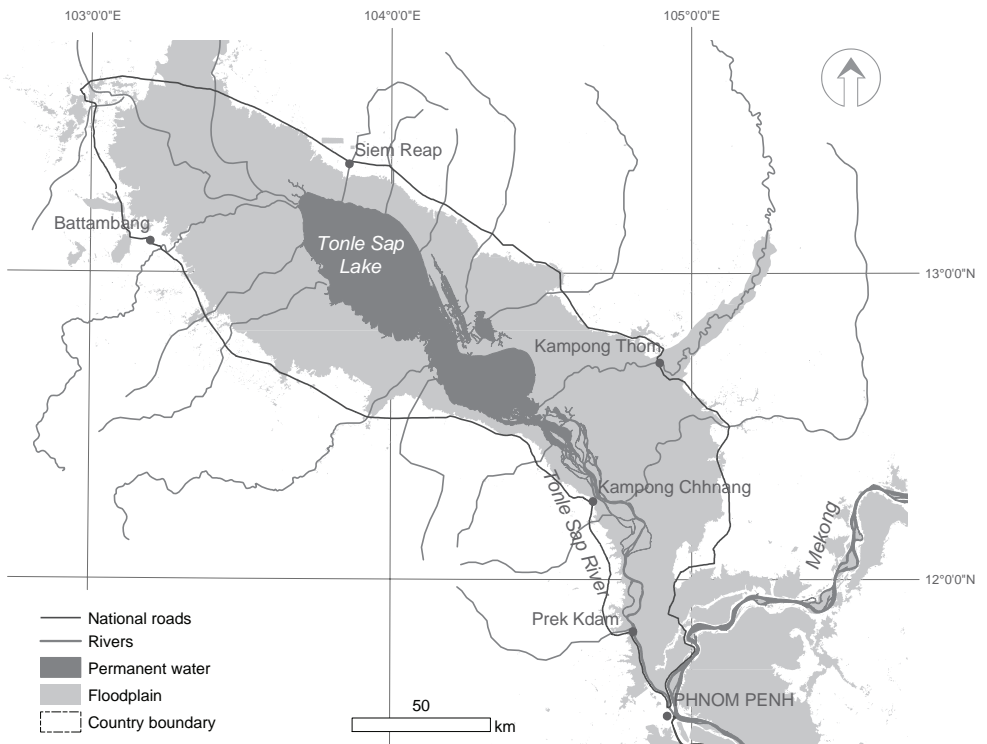 103°0'0"E
104°0'0"E
105°0'0"E
Siem Reap
Battambang
Tonle Sap
Lake
13°0'0"N
Kampong Thom
Kampong Chhnang
Tonle Sap River
Mekong
12°0'0"N
Prek Kdam
PHNOM PENH
National roads
Rivers
Permanent water
Floodplain
Country boundary
50
km